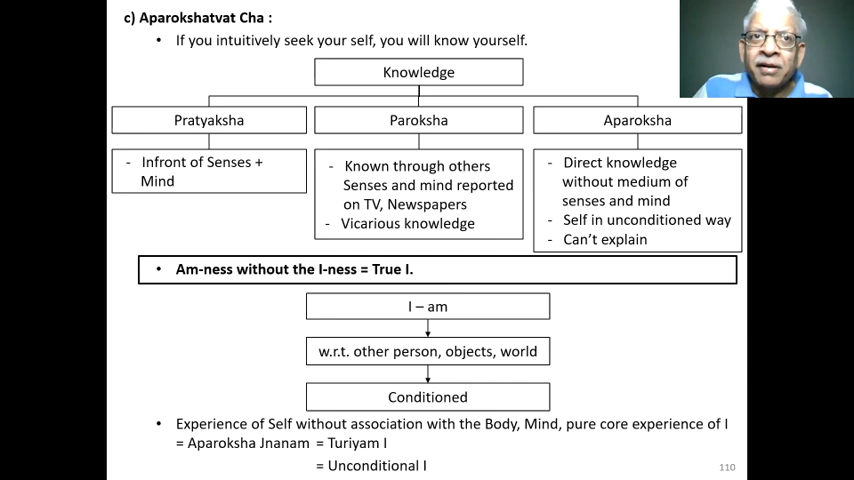 c) Aparokshatvat Cha :
• If you intuitively seek your self, you will know yourself.
Knowledge
Pratyaksha
Paroksha
Aparoksha
- Infront of Senses +
Mind
- Known through others
Senses and mind reported
on TV, Newspapers
- Vicarious knowledge
- Direct knowledge
without medium of
senses and mind
- Self in unconditioned way
- Can't explain
• Am-ness without the I-ness = True I.
I – am
w.r.t. other person, objects, world
Conditioned
• Experience of Self without association with the Body, Mind, pure core experience of I
= Aparoksha Jnanam = Turiyam I
= Unconditional I
110